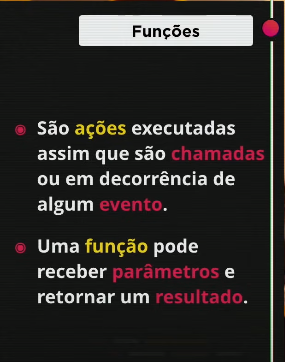 Funções
São ações executadas
assim que são chamadas
ou em decorrência de
algum evento.
Uma função pode
receber parâmetros e
retornar um resultado.